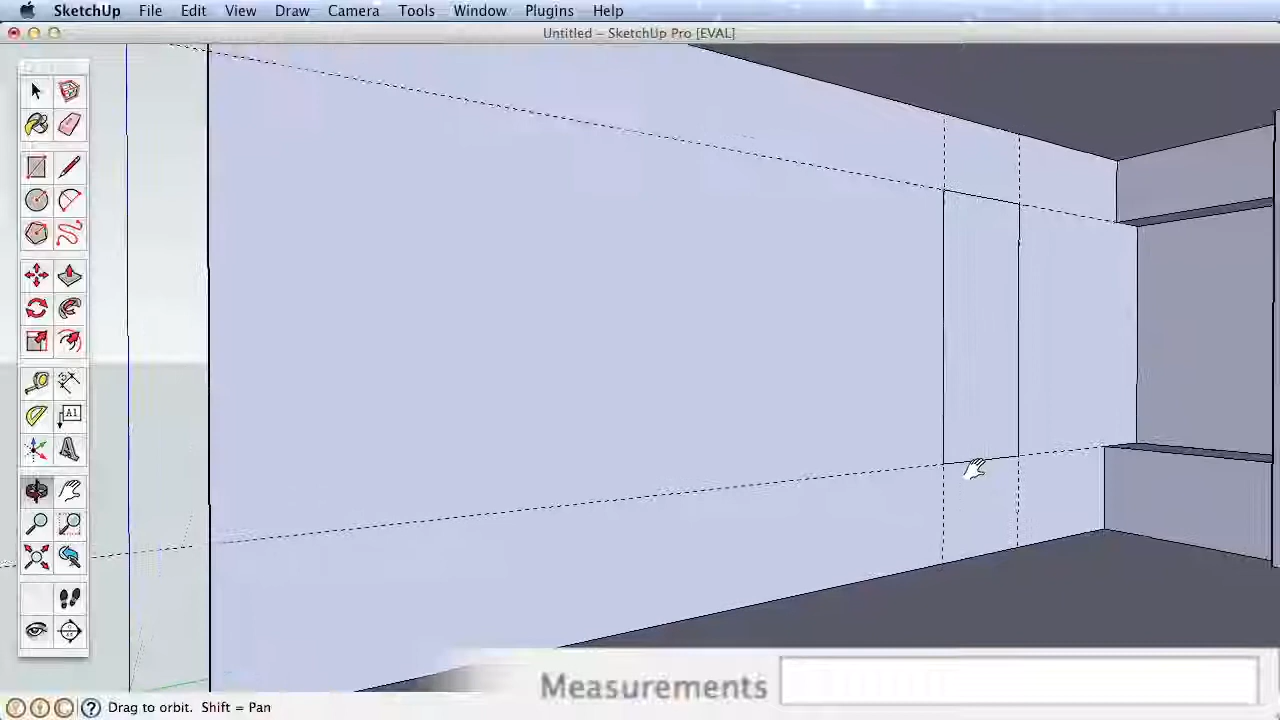 SketchUp File Edit View Draw Camera Tools Window Plugins Help
Untitled – SketchUp Pro [EVAL]
A1
Measurements
Drag to orbit. Shift = Pan